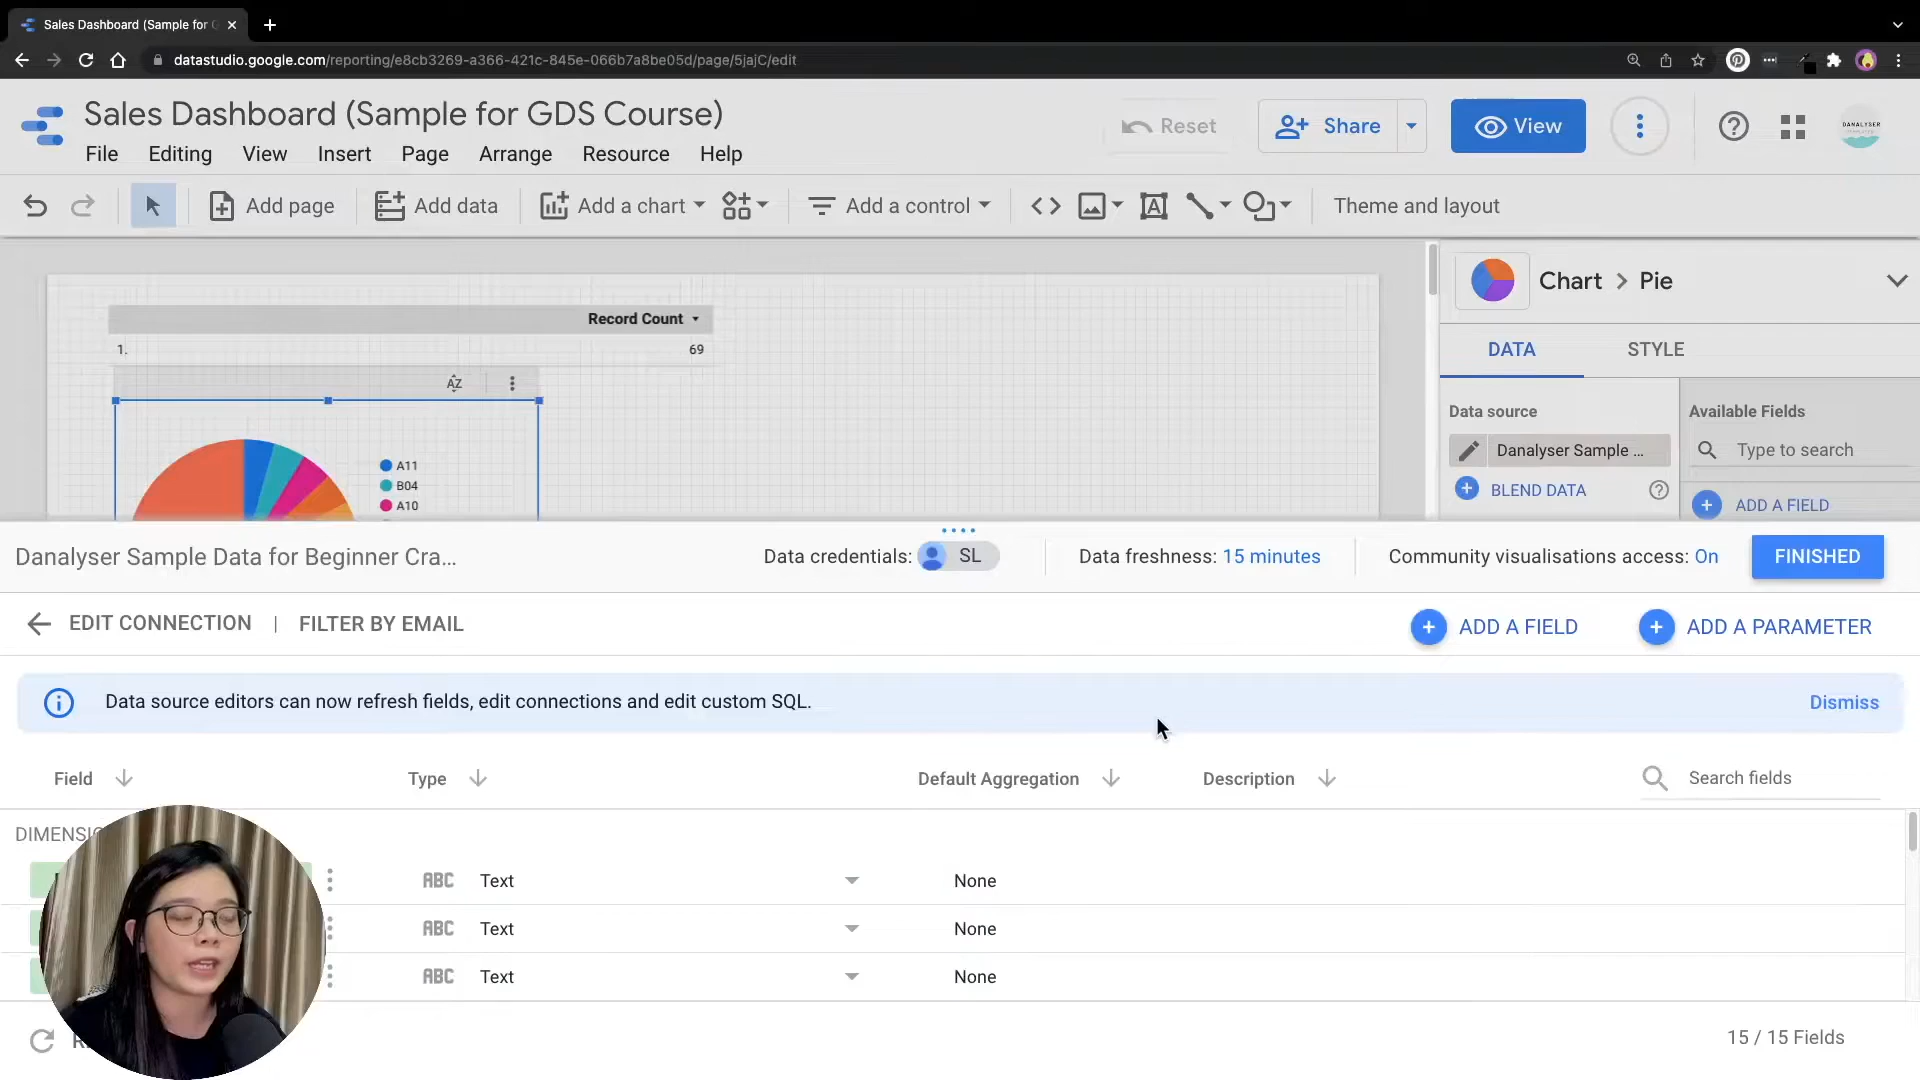 Sales Dashboard (Sample for G
datastudio.google.com/reporting/e8cb3269-a366-421c-845e-066b7a8be05d/page/5jajC/edit
Sales Dashboard (Sample for GDS Course)
File Editing View Insert Page Arrange Resource Help
Reset
Share
View
DANALYSER
Add page
Add data
Add a chart
Add a control
Theme and layout
Record Count
1. 69
AZ
A11
B04
A10
Chart > Pie
DATA STYLE
Data source
Danalyser Sample ...
BLEND DATA
Available Fields
Type to search
ADD A FIELD
Danalyser Sample Data for Beginner Cra...
Data credentials: SL
Data freshness: 15 minutes
Community visualisations access: On
FINISHED
EDIT CONNECTION | FILTER BY EMAIL
ADD A FIELD
ADD A PARAMETER
Data source editors can now refresh fields, edit connections and edit custom SQL.
Dismiss
Field Type Default Aggregation Description Search fields
DIMENSIO
ABC Text None
ABC Text None
ABC Text None
15 / 15 Fields